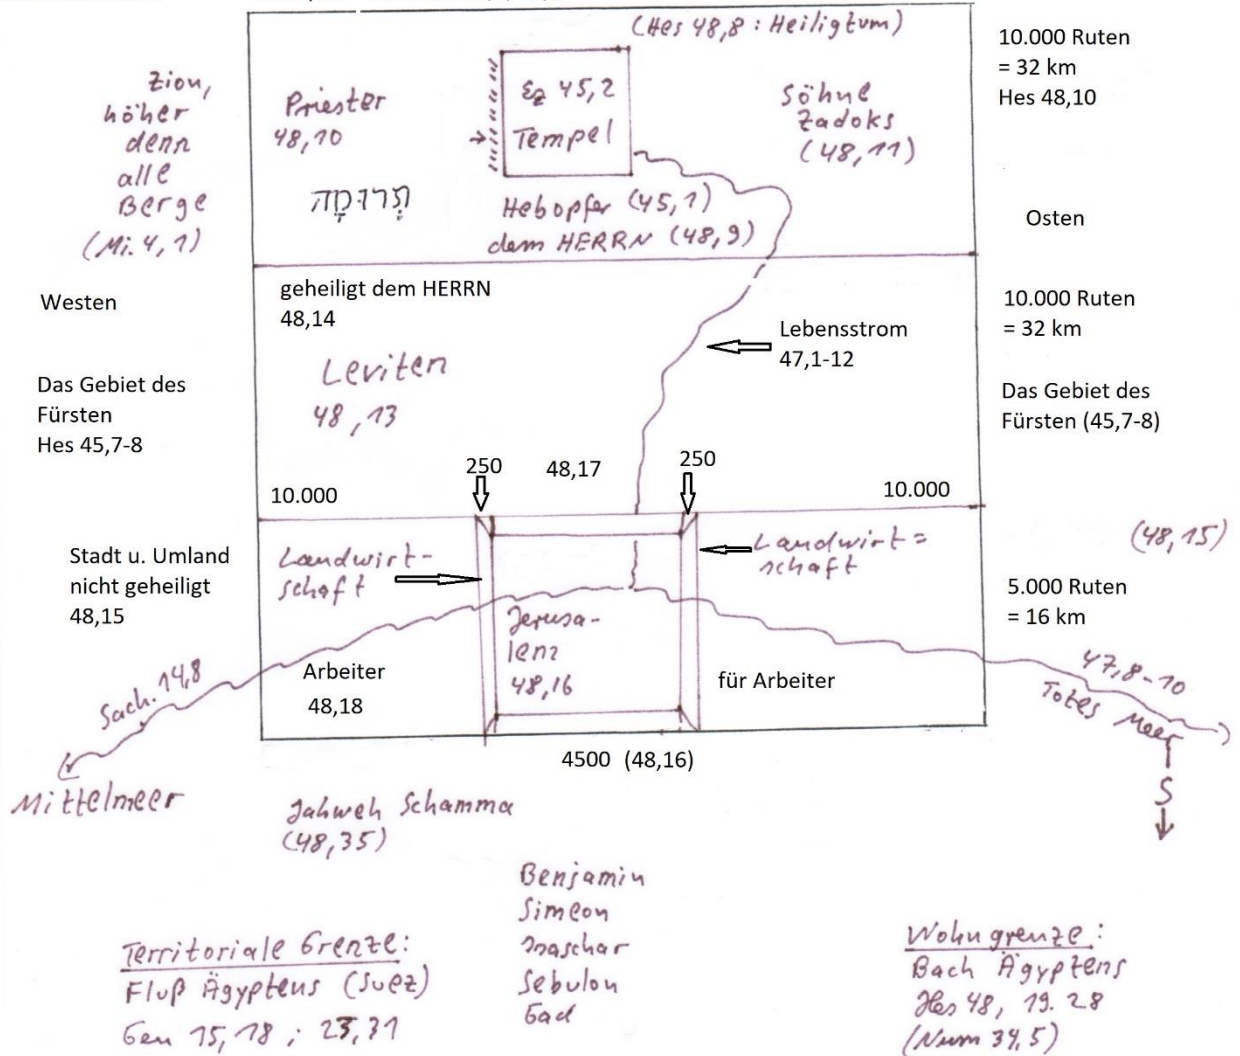 (Hes 48,8 : Heiligtum)
10.000 Ruten
= 32 km
Hes 48,10
Zion,
höher
denn
alle
Berge
(Mi. 4,1)
Priester
48,10
תְּרוּמָה
Ez 45,2
Tempel
Söhne
Zadoks
(48,11)
Hebopfer (45,1)
dem HERRN (48,9)
Osten
Westen
geheiligt dem HERRN
48,14
10.000 Ruten
= 32 km
Lebensstrom
47,1-12
Leviten
48,13
Das Gebiet des
Fürsten
Hes 45,7-8
Das Gebiet des
Fürsten (45,7-8)
250
48,17
250
10.000
10.000
Stadt u. Umland
nicht geheiligt
48,15
Landwirt-
schaft
Landwirt=
schaft
(48,15)
5.000 Ruten
= 16 km
Jerusa-
lem
48,16
Arbeiter
48,18
für Arbeiter
Sach. 14,8
47,8-10
Totes Meer
4500 (48,16)
Mittelmeer
S
Jahweh Schamma
(48,35)
Benjamin
Simeon
Isaschar
Sebulon
Gad
Territoriale Grenze:
Fluß Ägyptens (Suez)
Gen 15,18 ; 23,31
Wohngrenze:
Bach Ägyptens
Hes 48, 19. 28
(Num 34,5)